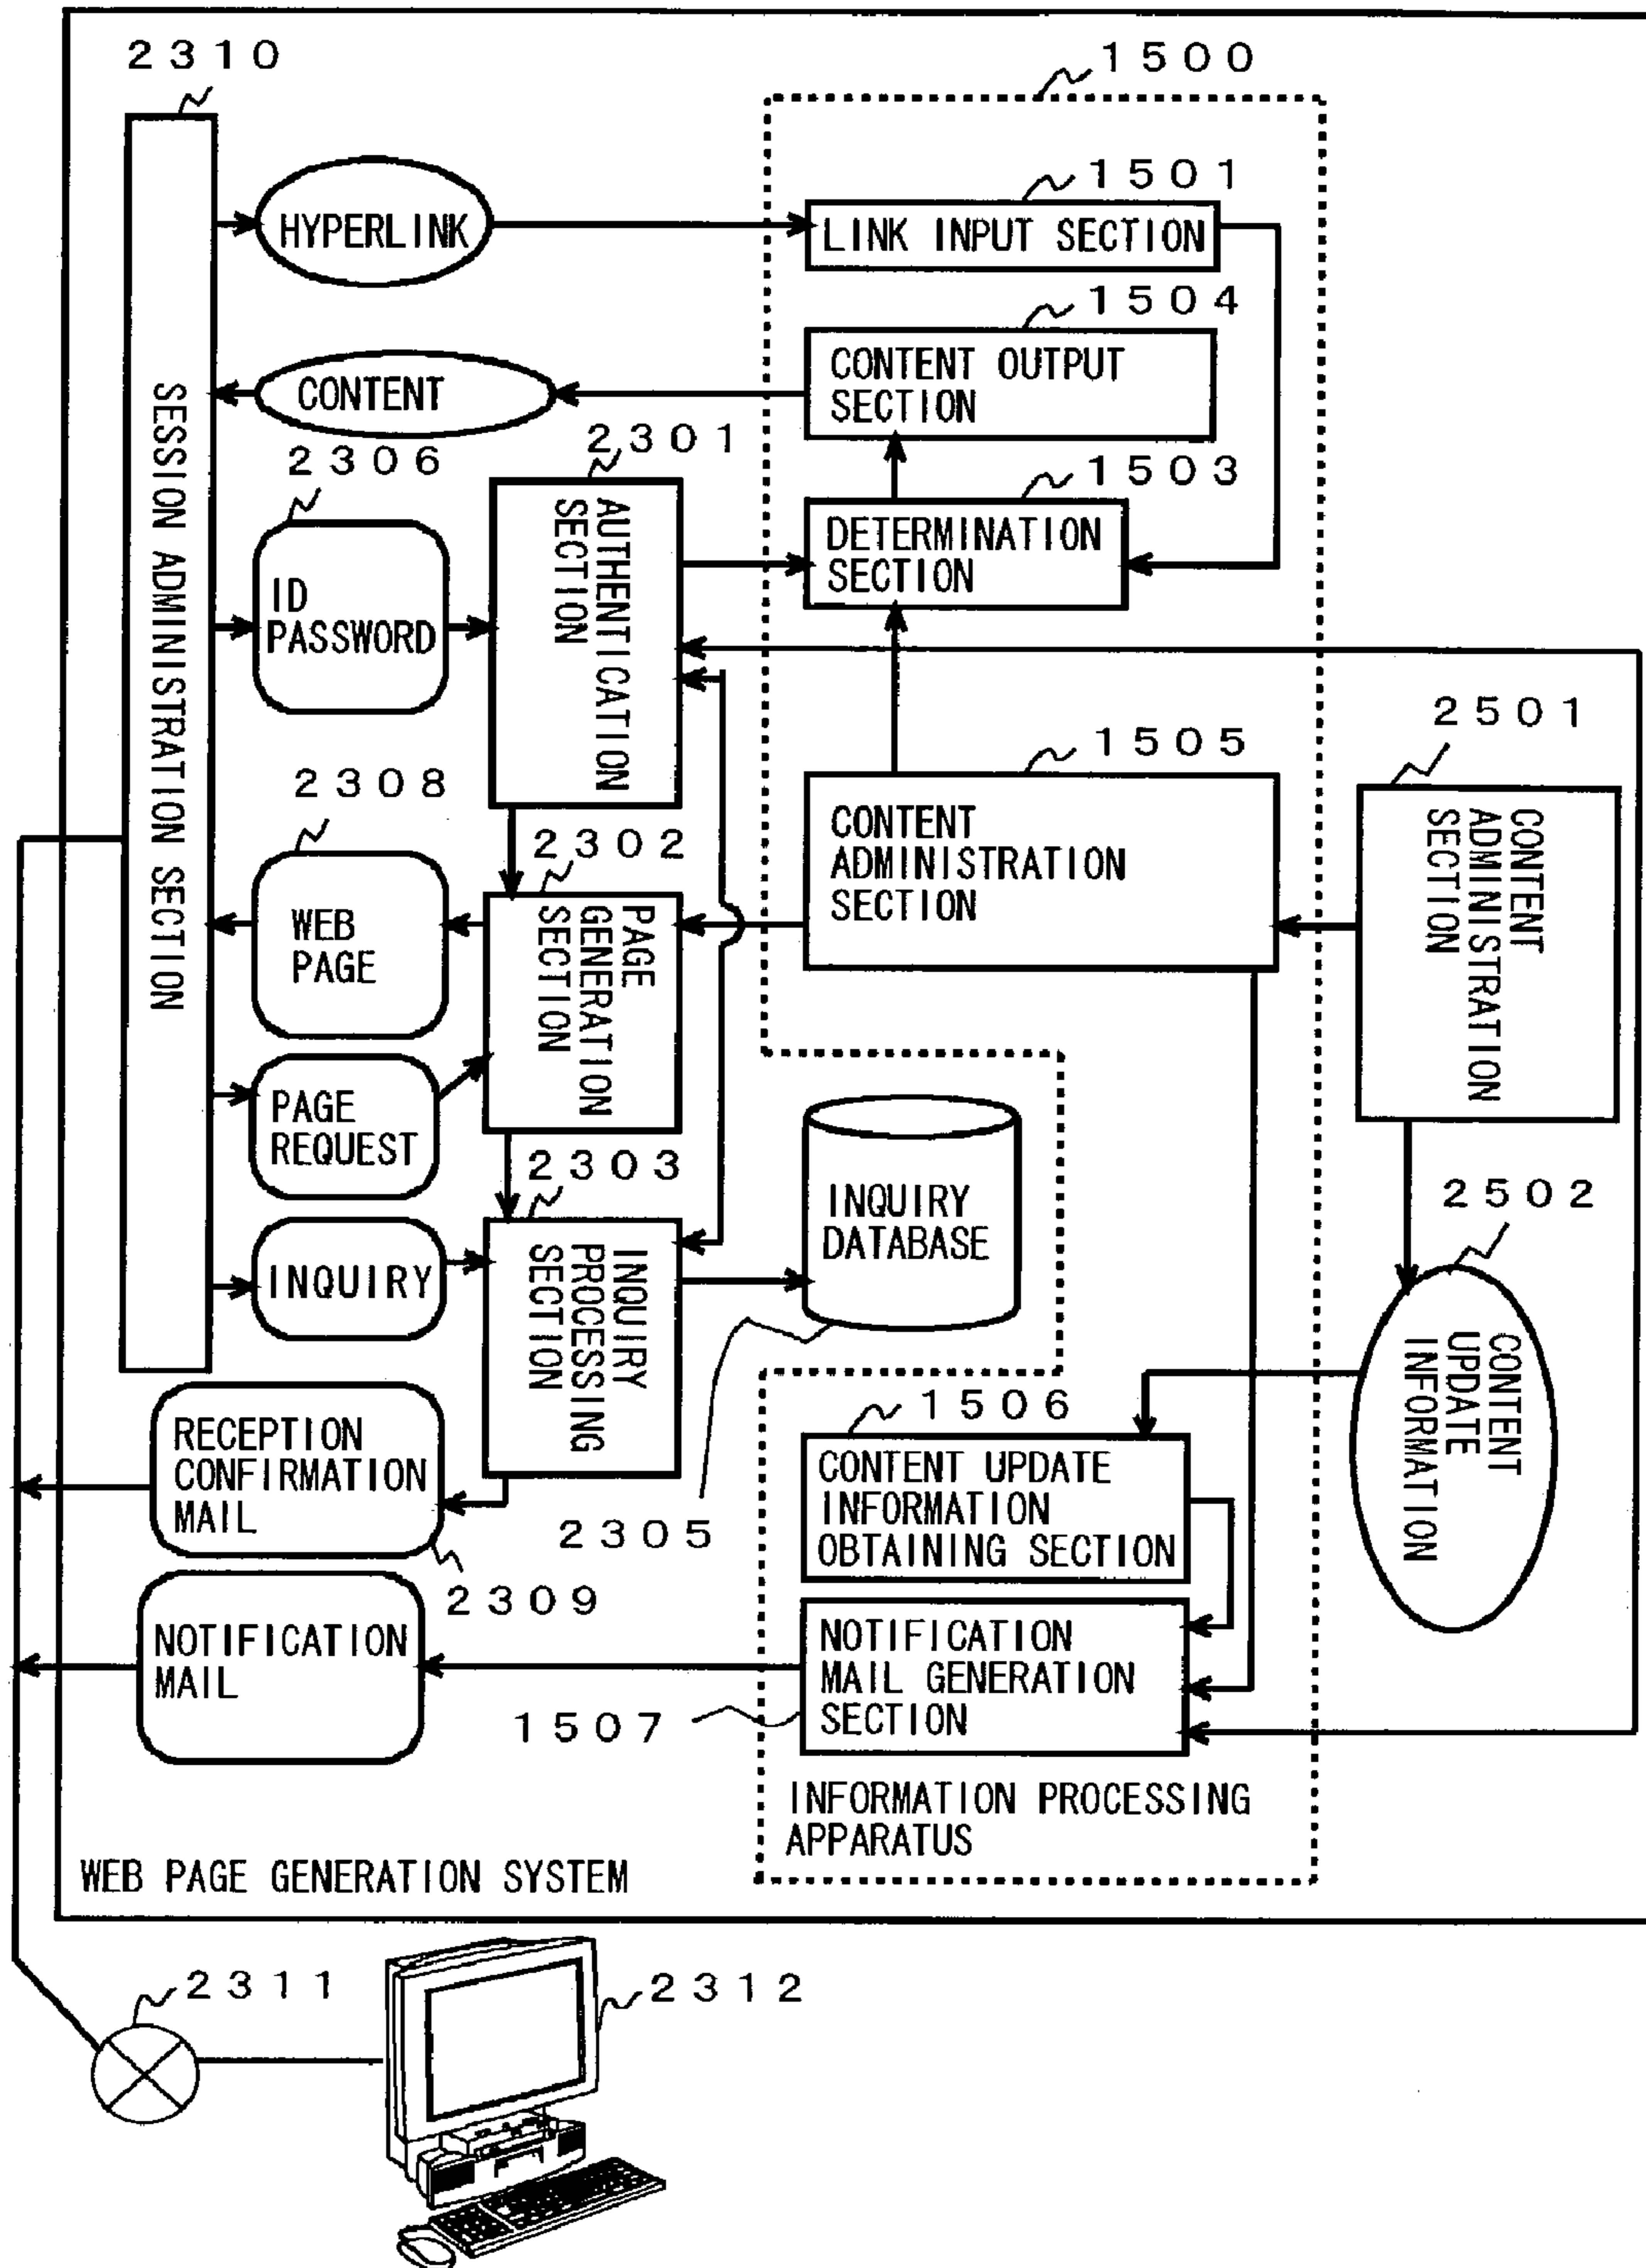 2310
1500
1501
HYPERLINK
LINK INPUT SECTION
1504
CONTENT OUTPUT
SECTION
CONTENT
SESSION ADMINISTRATION SECTION
2306
2301
1503
AUTHENTICATION
SECTION
DETERMINATION
SECTION
ID
PASSWORD
2501
1505
2308
CONTENT
ADMINISTRATION
SECTION
CONTENT
ADMINISTRATION
SECTION
2302
PAGE
GENERATION
SECTION
WEB
PAGE
PAGE
REQUEST
2303
2502
INQUIRY
DATABASE
INQUIRY
INQUIRY
PROCESSING
SECTION
CONTENT
UPDATE
INFORMATION
1506
RECEPTION
CONFIRMATION
MAIL
CONTENT UPDATE
INFORMATION
OBTAINING SECTION
2305
2309
NOTIFICATION
MAIL
NOTIFICATION
MAIL GENERATION
SECTION
1507
INFORMATION PROCESSING
APPARATUS
WEB PAGE GENERATION SYSTEM
2311
2312